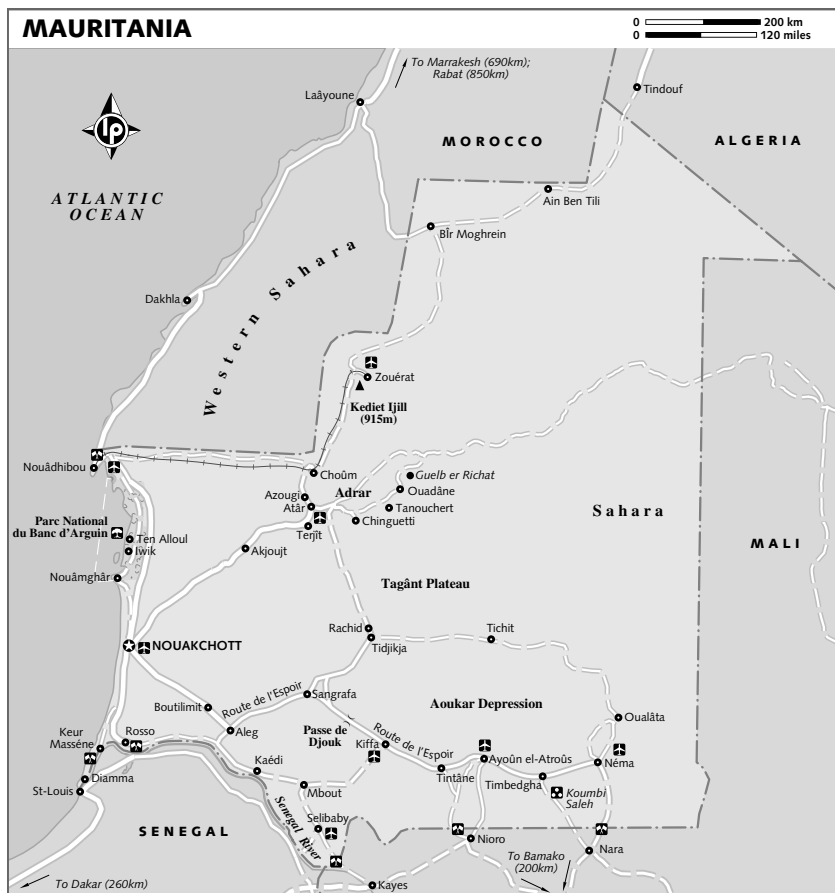 MAURITANIA
0 200 km
0 120 miles
To Marrakesh (690km);
Rabat (850km)
Laâyoune
Tindouf
lp
MOROCCO
ALGERIA
ATLANTIC
OCEAN
Ain Ben Tili
Bîr Moghrein
Western Sahara
Dakhla
Zouérat
Kediet Ijill
(915m)
Nouâdhibou
Choûm
Guelb er Richat
Azougi
Adrar
Ouadâne
Atâr
Tanouchert
Sahara
Parc National
du Banc d'Arguin
Terjît
Chinguetti
Ten Alloul
Iwik
Akjoujt
MALI
Nouâmghâr
Tagânt Plateau
Rachid
Tichit
NOUAKCHOTT
Tidjikja
Route de l'Espoir
Sangrafa
Boutilimit
Aoukar Depression
Oualâta
Keur
Massène
Rosso
Aleg
Passe de
Djouk
Kiffa
Route de l'Espoir
Ayoûn el-Atroûs
Néma
Kaédi
Tintâne
Timbedgha
Diamma
Mbout
Koumbi
Saleh
St-Louis
Selibaby
Senegal River
SENEGAL
Nioro
Nara
To Bamako
(200km)
To Dakar (260km)
Kayes